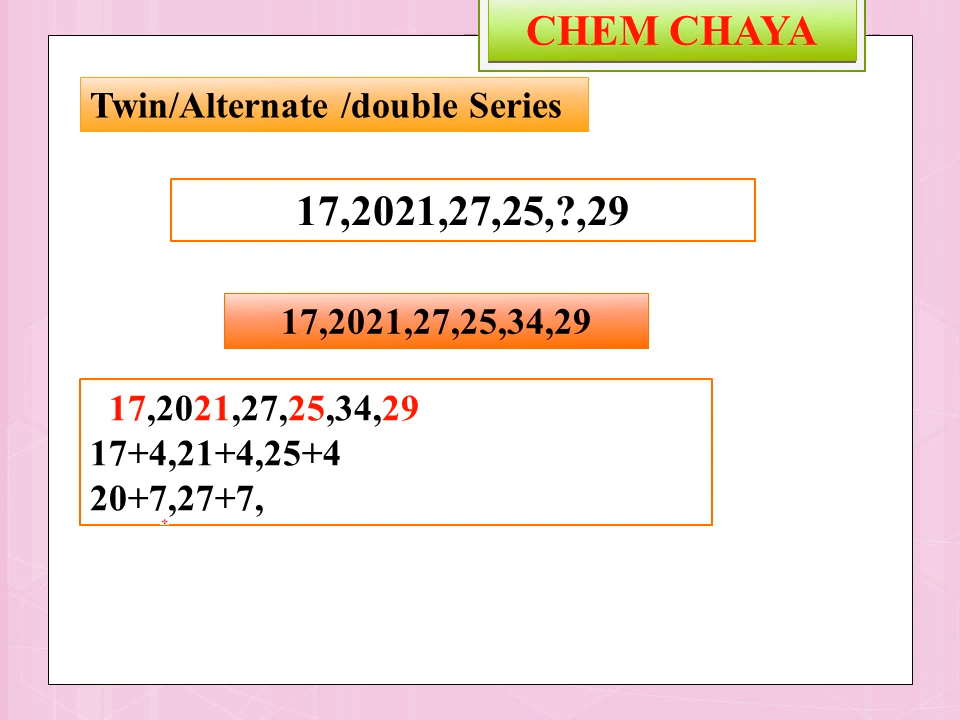 CHEM CHAYA
Twin/Alternate /double Series
17,2021,27,25,?,29
17,2021,27,25,34,29
17,2021,27,25,34,29
17+4,21+4,25+4
20+7,27+7,